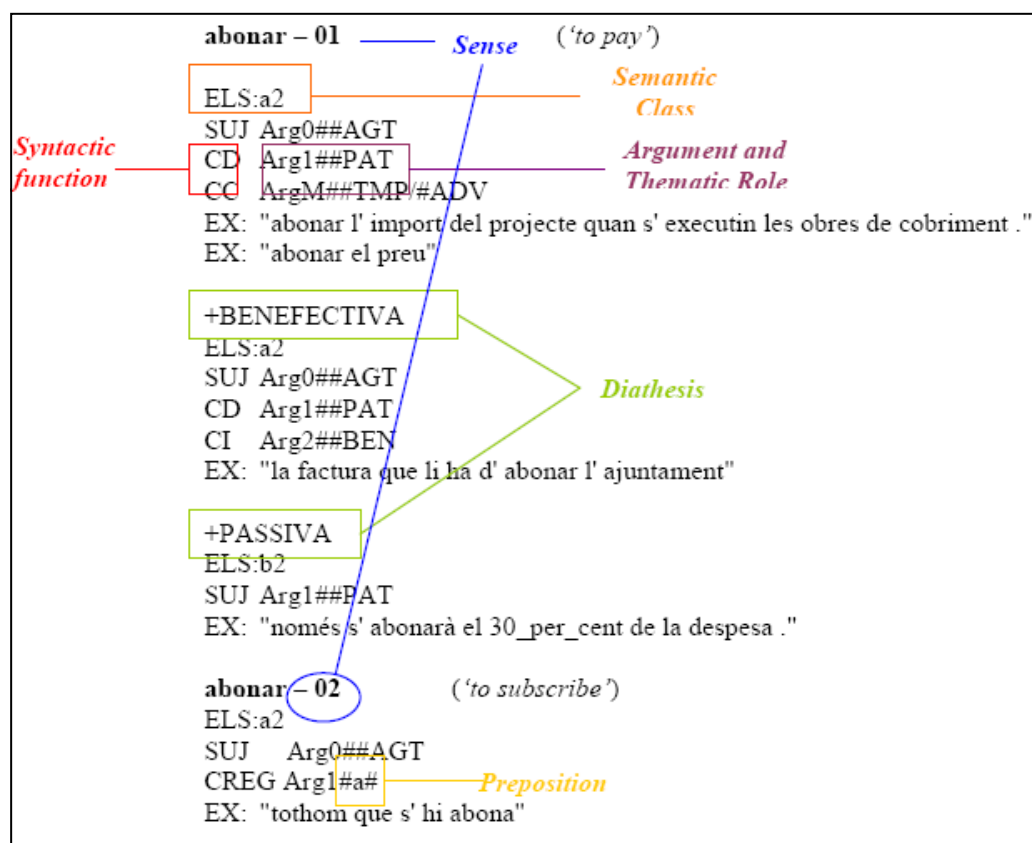 abonar – 01 Sense ('to pay')
Semantic
Class
ELS:a2
SUJ Arg0##AGT
Syntactic
function
CD Arg1##PAT
Argument and
Thematic Role
CC ArgM##TMP/#ADV
EX: "abonar l' import del projecte quan s' executin les obres de cobriment ."
EX: "abonar el preu"
+BENEFECTIVA
ELS:a2
SUJ Arg0##AGT
CD Arg1##PAT
Diathesis
CI Arg2##BEN
EX: "la factura que li ha d' abonar l' ajuntament"
+PASSIVA
ELS:b2
SUJ Arg1##PAT
EX: "només s' abonarà el 30_per_cent de la despesa ."
abonar – 02 ('to subscribe')
ELS:a2
SUJ Arg0##AGT
CREG Arg1#a# Preposition
EX: "tothom que s' hi abona"